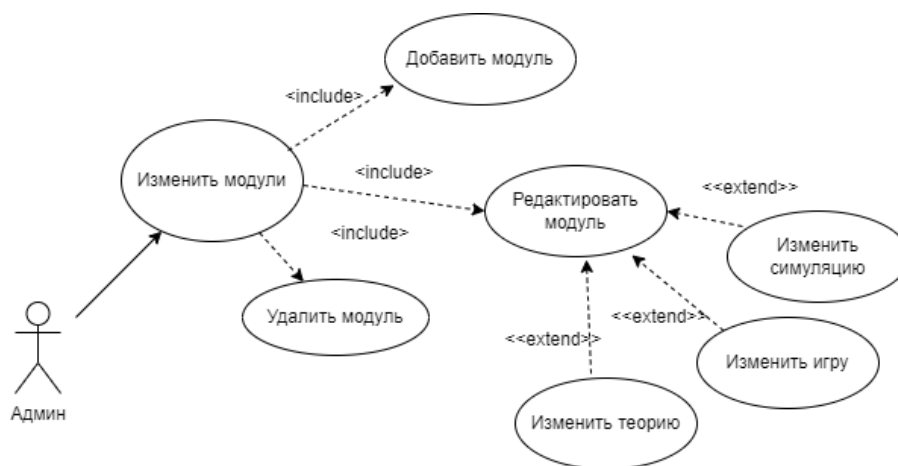 Добавить модуль
<include>
Изменить модули
<include>
<<extend>>
Редактировать
модуль
<include>
Изменить
симуляцию
Удалить модуль
<<extend>>
<<extend>>
Изменить игру
Админ
Изменить теорию